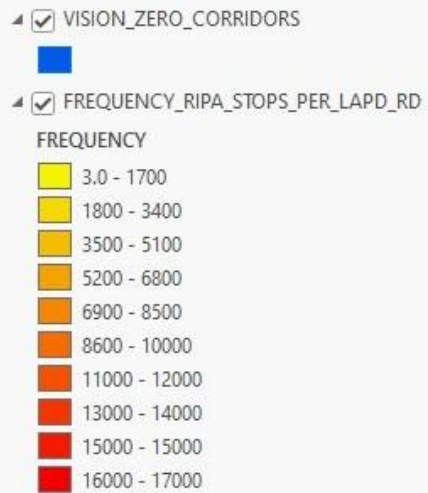 VISION_ZERO_CORRIDORS
FREQUENCY_RIPA_STOPS_PER_LAPD_RD
FREQUENCY
3.0 - 1700
1800 - 3400
3500 - 5100
5200 - 6800
6900 - 8500
8600 - 10000
11000 - 12000
13000 - 14000
15000 - 15000
16000 - 17000